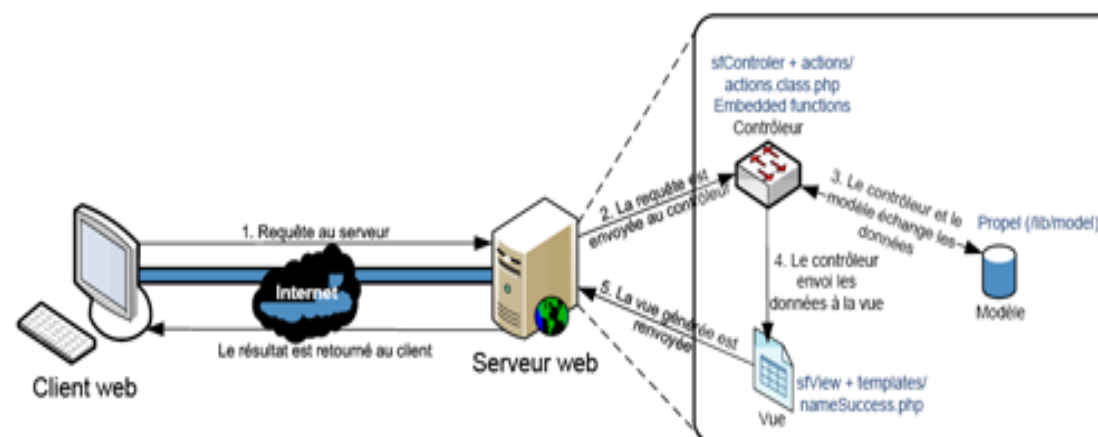 sfControler + actions/
actions.class.php
Embedded functions
Contrôleur
1. Requête au serveur
2. La requête est
envoyée au contrôleur
3. Le contrôleur et le
modèle échange les
données
Propel (/lib/model)
Modèle
Internet
4. Le contrôleur
envoi les
données à la vue
5. La vue générée est
renvoyée
Le résultat est retourné au client
Client web
Serveur web
sfView + templates/
nameSuccess.php
Vue